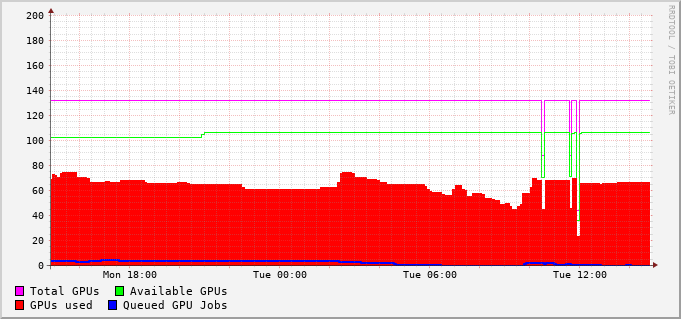 200
180
160
140
120
100
80
60
40
20
0
Mon 18:00 Tue 00:00 Tue 06:00 Tue 12:00
Total GPUs Available GPUs
GPUs used Queued GPU Jobs
RRDTOOL / TOBI OETIKER